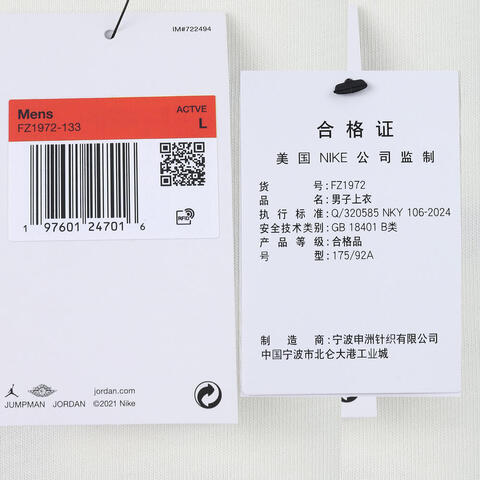 IM#722494
Mens
FZ1972-133
ACTVE
L
1 97601 24701 6
RFID
JUMPMAN JORDAN
jordan.com
©2021 Nike
合格证
美国 NIKE 公司监制
货号: FZ1972
品名: 男子上衣
执行标准: Q/320585 NKY 106-2024
安全技术类别: GB 18401 B类
产品等级: 合格品
号型: 175/92A
制造商: 宁波申洲针织有限公司
中国宁波市北仑大港工业城